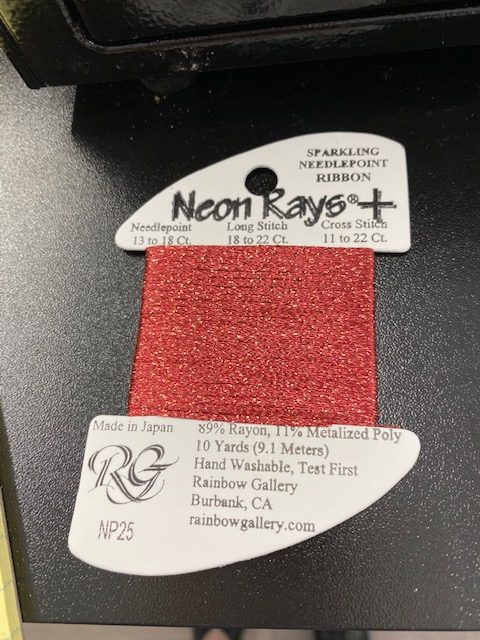 SPARKLING
NEEDLEPOINT
RIBBON
Neon Rays®+
Needlepoint Long Stitch Cross Stitch
13 to 18 Ct. 18 to 22 Ct. 11 to 22 Ct.
Made in Japan 89% Rayon, 11% Metalized Poly
10 Yards (9.1 Meters)
RG Hand Washable, Test First
Rainbow Gallery
Burbank, CA
NP25 rainbowgallery.com